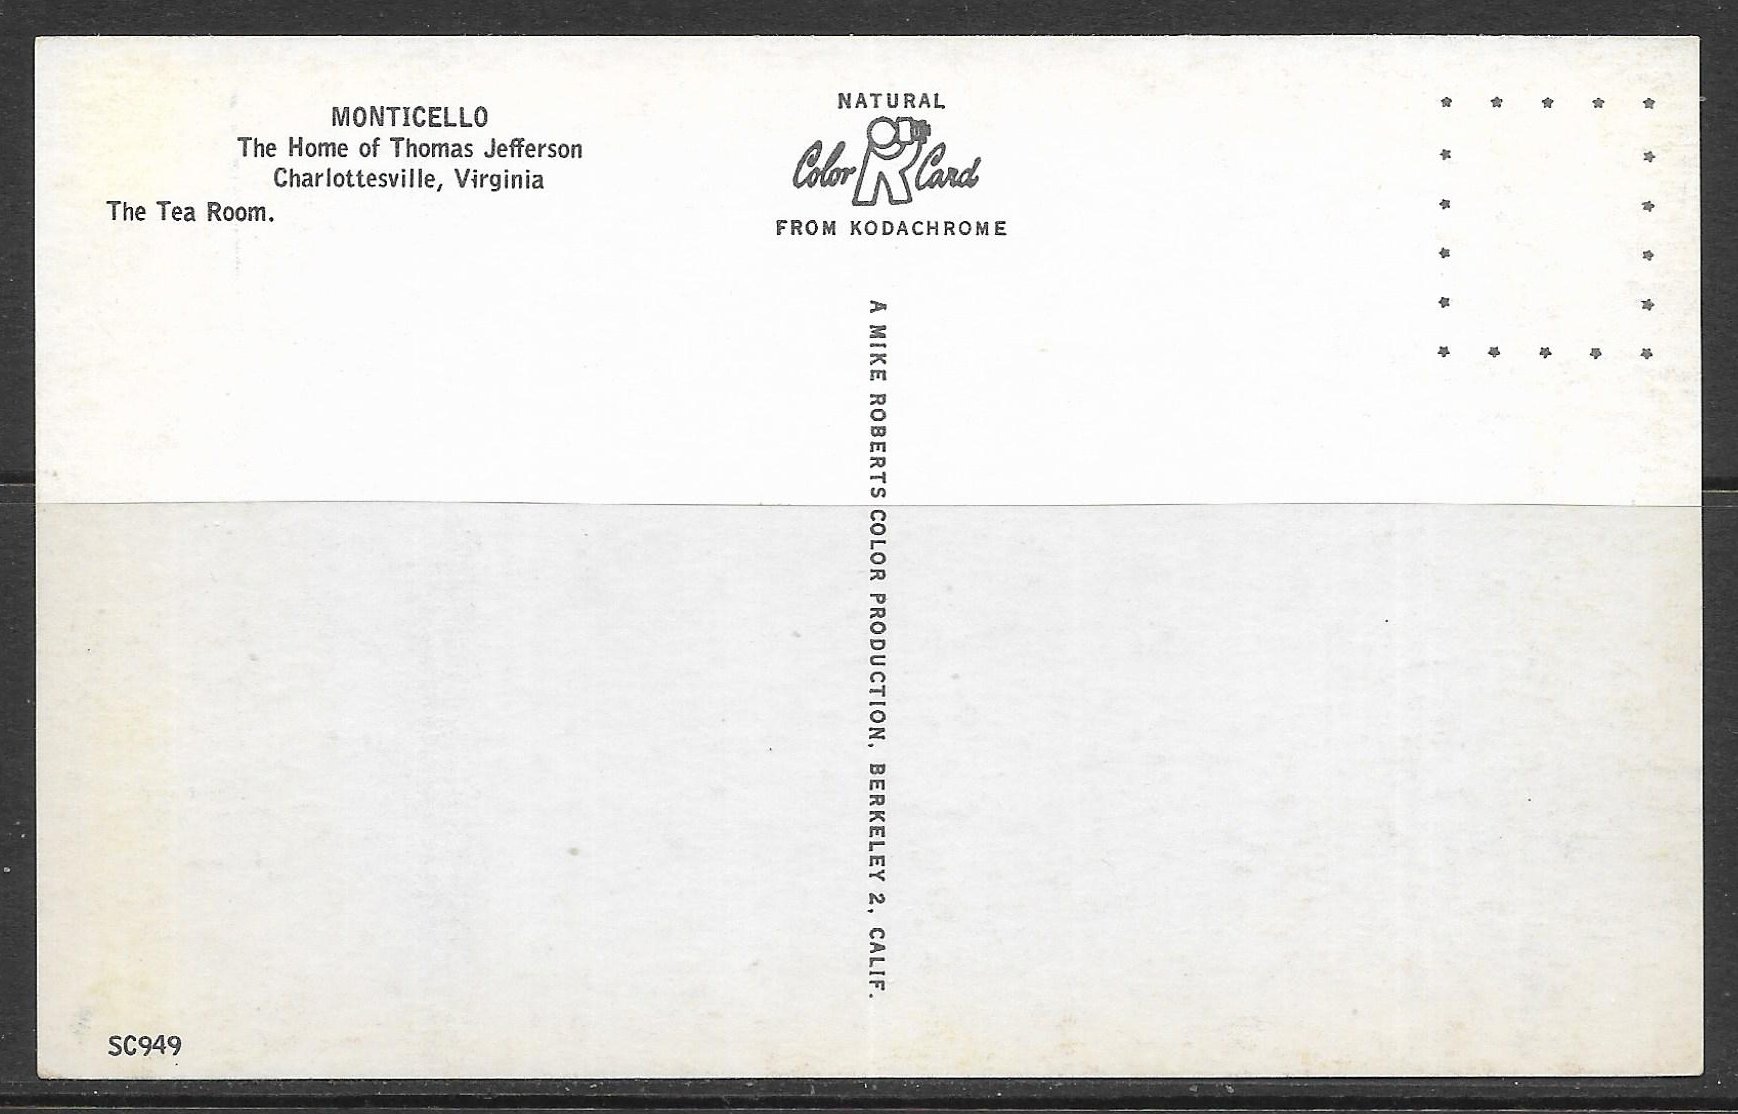 MONTICELLO
The Home of Thomas Jefferson
Charlottesville, Virginia
The Tea Room.
NATURAL
Color Card
FROM KODACHROME
A MIKE ROBERTS COLOR PRODUCTION, BERKELEY 2, CALIF.
SC949